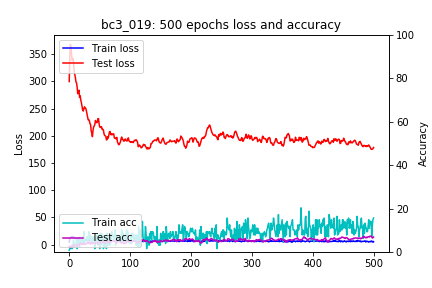 bc3_019: 500 epochs loss and accuracy
Train loss
Test loss
Train acc
Test acc
Loss
350
300
250
200
150
100
50
0
Accuracy
100
80
60
40
20
0
0 100 200 300 400 500